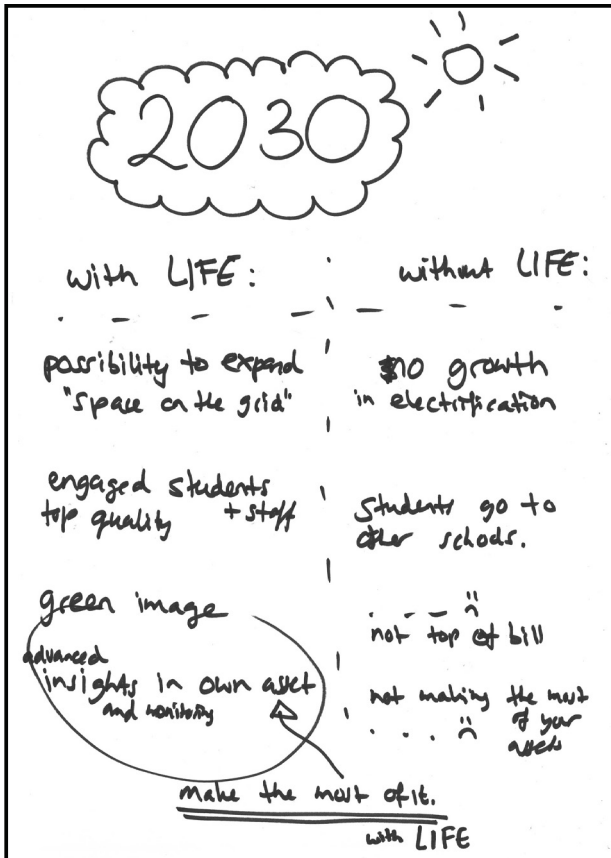 2030
with LIFE:
without LIFE:
possibility to expand
"space on the grid"
no growth
in electrification
engaged students
top quality + staff
students go to
other schools.
green image
not top of bill
advanced
insights in own asset
and monitoring
not making the most
of your
assets
make the most of it.
with LIFE